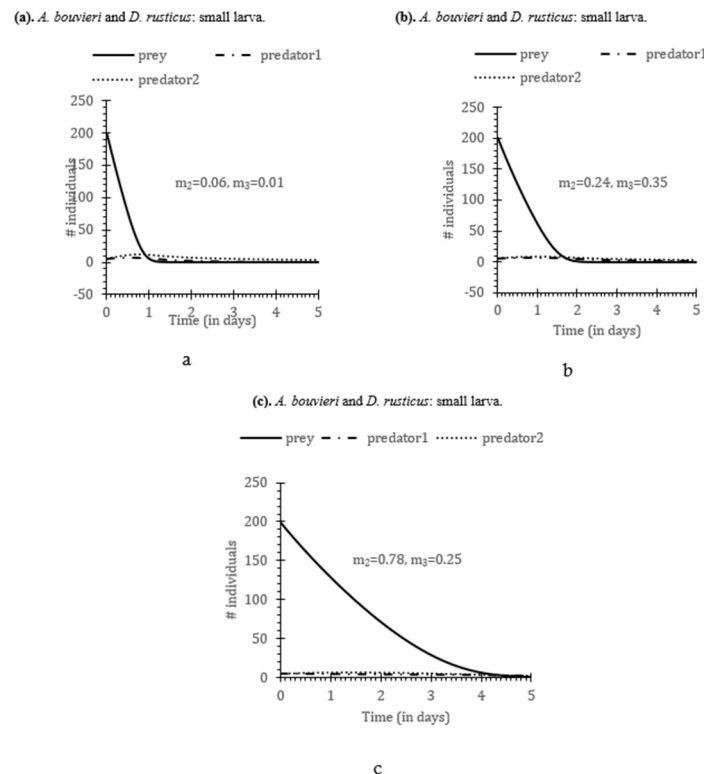 (a). A. bouvieri and D. rusticus: small larva.
prey predator1
predator2
250
200
150
100
50
0
-50
# individuals
m2=0.06, m3=0.01
0 1 2 3 4 5
Time (in days)
a
(b). A. bouvieri and D. rusticus: small larva.
prey predator1
predator2
250
200
150
100
50
0
-50
# individuals
m2=0.24, m3=0.35
0 1 2 3 4 5
Time (in days)
b
(c). A. bouvieri and D. rusticus: small larva.
prey predator1 predator2
250
200
150
100
50
0
# individuals
m2=0.78, m3=0.25
0 1 2 3 4 5
Time (in days)
c